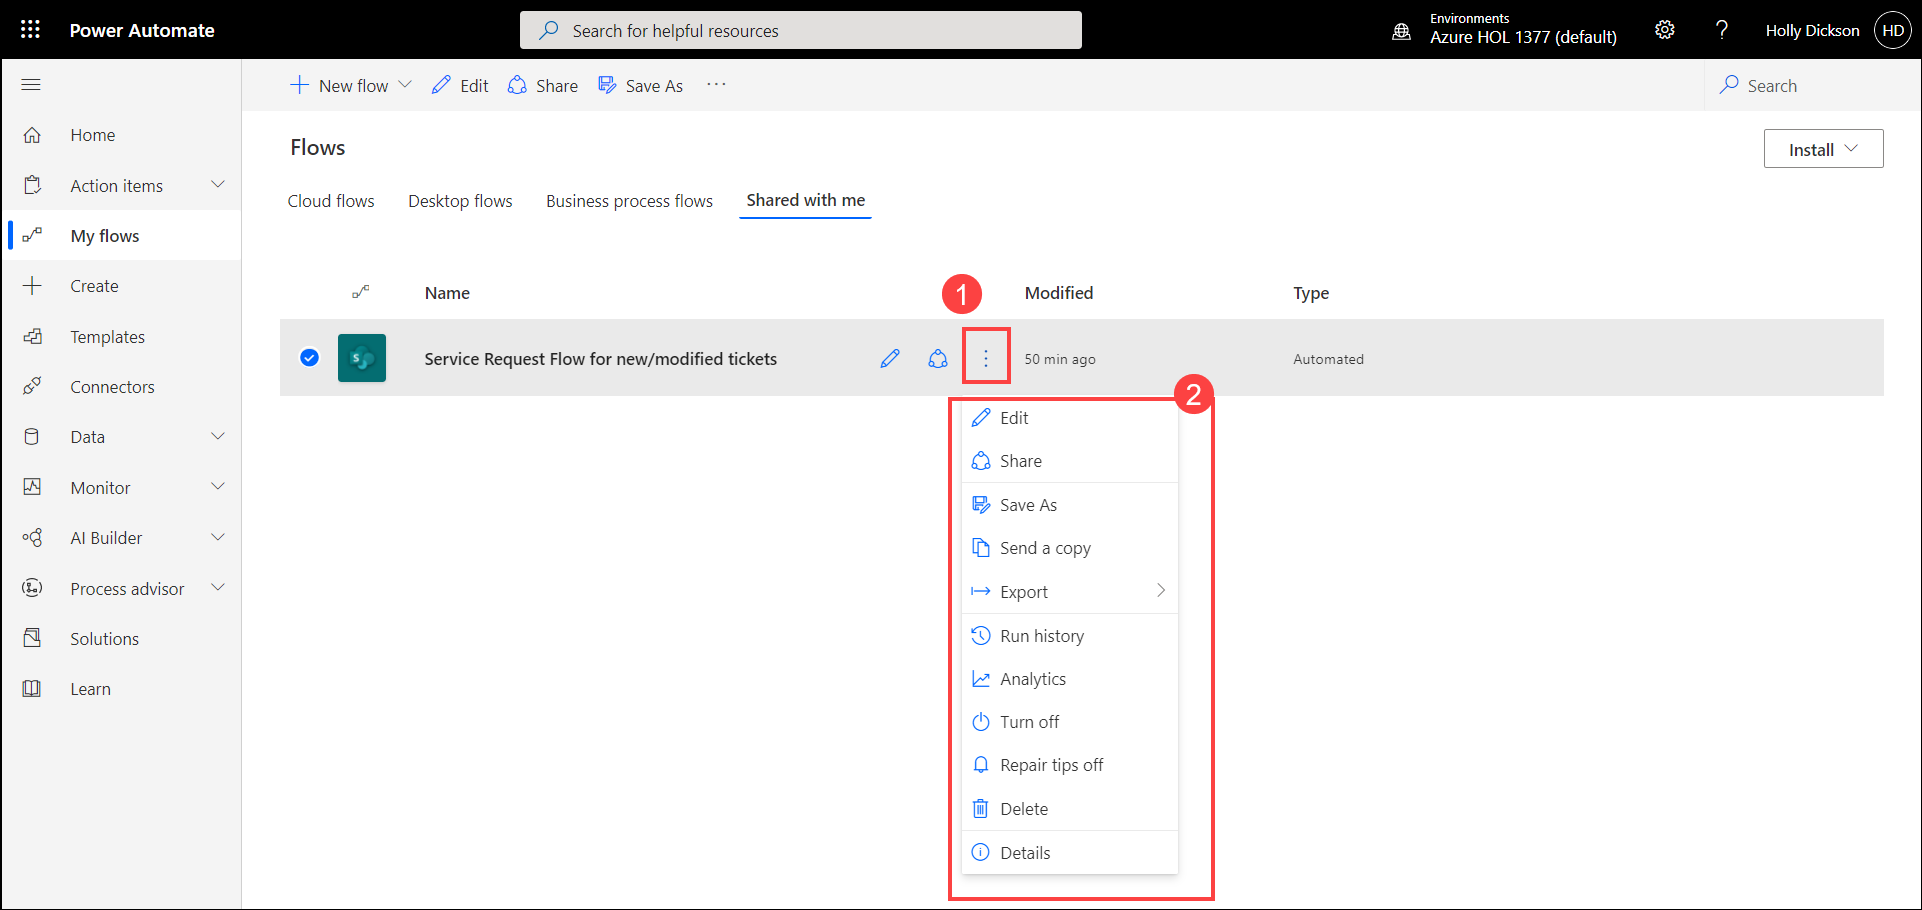 Power Automate
Search for helpful resources
Environments
Azure HOL 1377 (default)
?
Holly Dickson
HD
New flow
Edit
Share
Save As
···
Search
Home
Action items
My flows
Create
Templates
Connectors
Data
Monitor
AI Builder
Process advisor
Solutions
Learn
Flows
Install
Cloud flows
Desktop flows
Business process flows
Shared with me
Name
1
Modified
Type
S
Service Request Flow for new/modified tickets
50 min ago
Automated
2
Edit
Share
Save As
Send a copy
Export
Run history
Analytics
Turn off
Repair tips off
Delete
Details